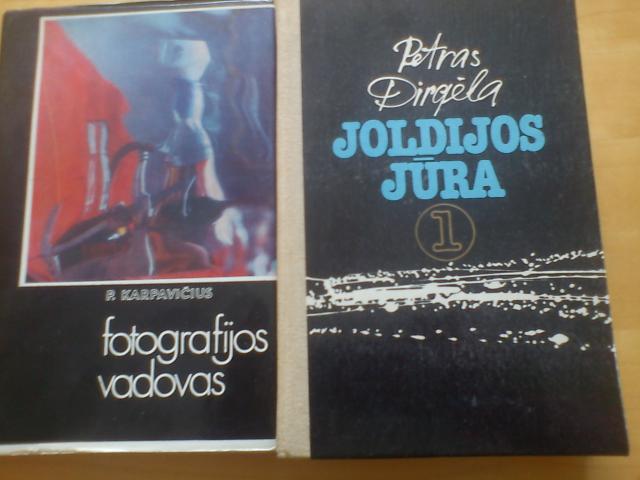 P. KARPAVIČIUS
fotografijos
vadovas
Petras
Dirgėla
JOLDIJOS
JŪRA
1